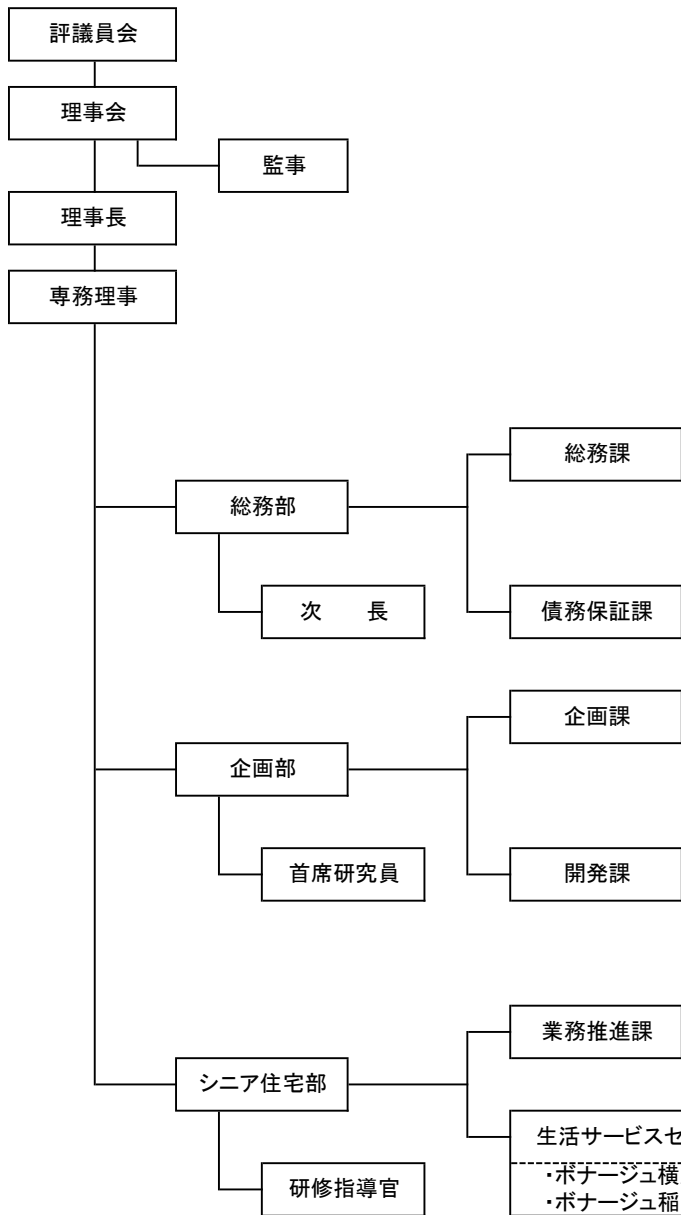 評議員会
理事会
監事
理事長
専務理事
総務課
総務部
次　　長
債務保証課
企画課
企画部
首席研究員
開発課
業務推進課
シニア住宅部
生活サービスセ
研修指導官
・ボナージュ横
・ボナージュ稲